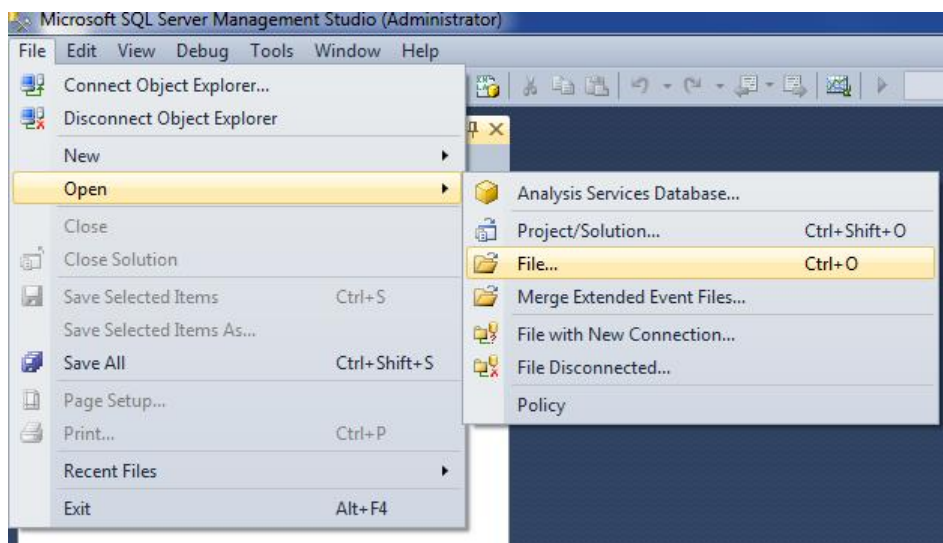 Microsoft SQL Server Management Studio (Administrator)
File Edit View Debug Tools Window Help
Connect Object Explorer...
Disconnect Object Explorer
New
Open
Close
Close Solution
Save Selected Items Ctrl+S
Save Selected Items As...
Save All Ctrl+Shift+S
Page Setup...
Print... Ctrl+P
Recent Files
Exit Alt+F4
Analysis Services Database...
Project/Solution... Ctrl+Shift+O
File... Ctrl+O
Merge Extended Event Files...
File with New Connection...
File Disconnected...
Policy